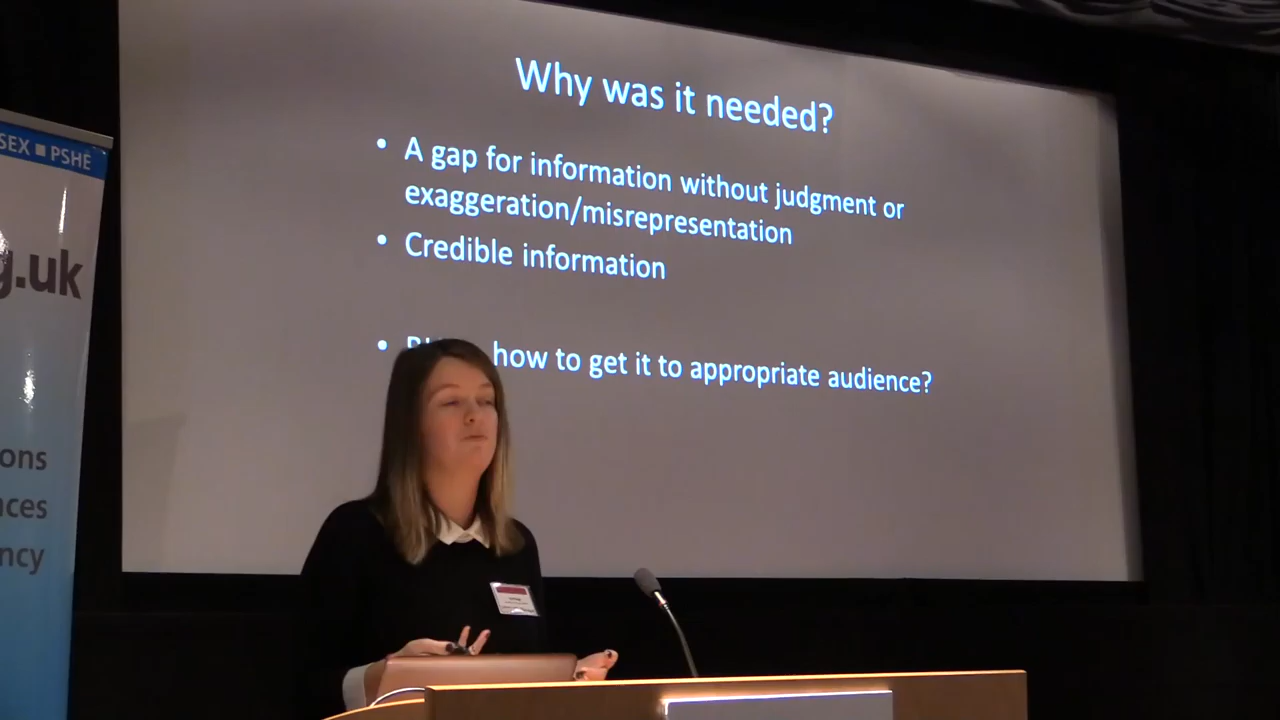 Why was it needed?
• A gap for information without judgment or
exaggeration/misrepresentation
• Credible information
• how to get it to appropriate audience?
SEX ■ PSHE
g.uk
ons
nces
ncy